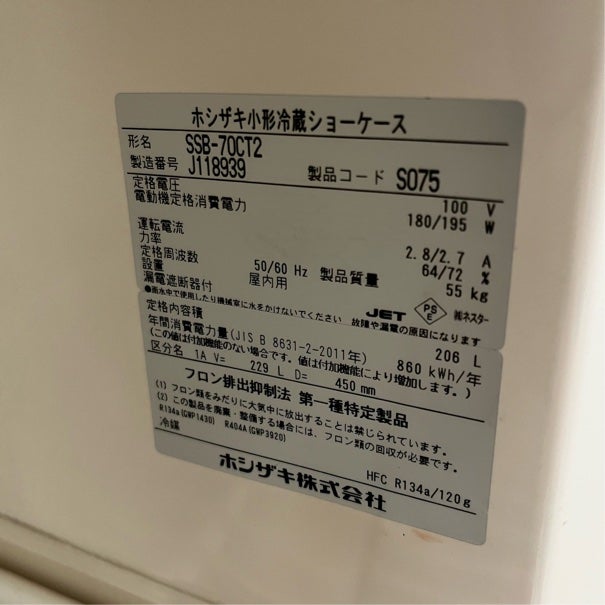 ホシザキ小形冷蔵ショーケース
形名 SSB-70CT2
製造番号 J118939 製品コード S075
定格電圧 100 V
電動機定格消費電力 180/195 W
運転電流 2.8/2.7 A
力率 64/72 %
定格周波数 50/60 Hz 製品質量 55 kg
設置 屋内用
漏電遮断器付 JET PSE ㈱ネスター
●雨水中で使用したり機械室に水をかけないでください 故障や漏電の原因になります
定格内容積 206 L
年間消費電力量(JIS B 8631-2-2011年) 860 kWh/年
(この値は付加機能のない場合です。値は付加機能により増加します。)
区分名 1A V= 229 L D= 450 mm
フロン排出抑制法 第一種特定製品
(1) フロン類をみだりに大気中に放出することは禁じられています。
(2) この製品を廃棄・整備する場合には、フロン類の回収が必要です。
R134a(GWP1430) R404A(GWP3920)
冷媒 HFC R134a/120g
ホシザキ株式会社